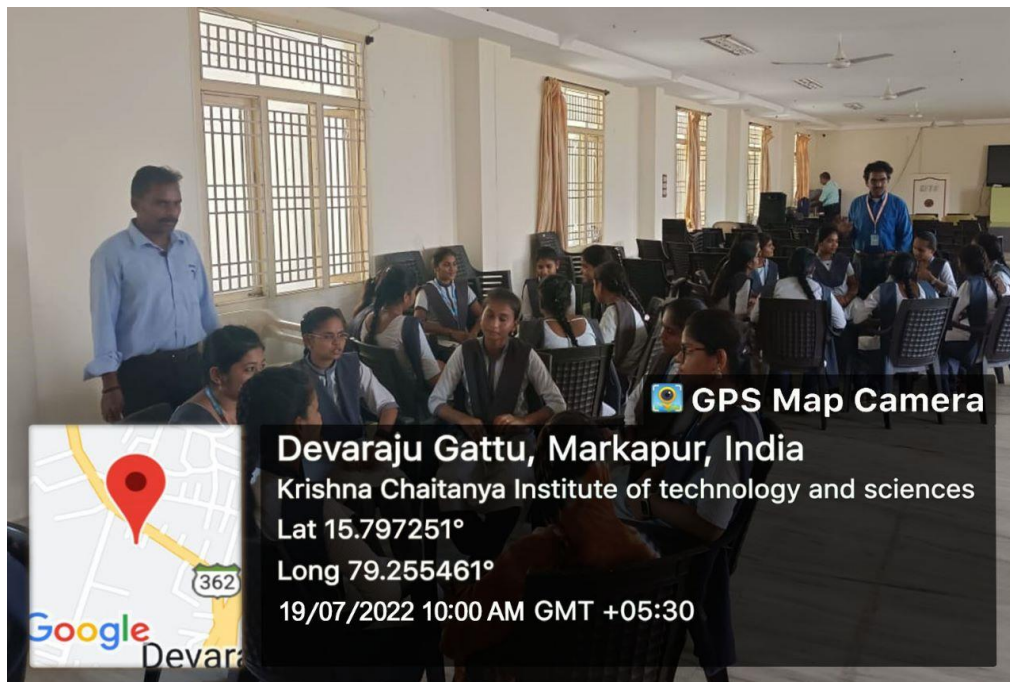 GPS Map Camera
Devaraju Gattu, Markapur, India
Krishna Chaitanya Institute of technology and sciences
Lat 15.797251°
Long 79.255461°
19/07/2022 10:00 AM GMT +05:30
362
Google
Devara